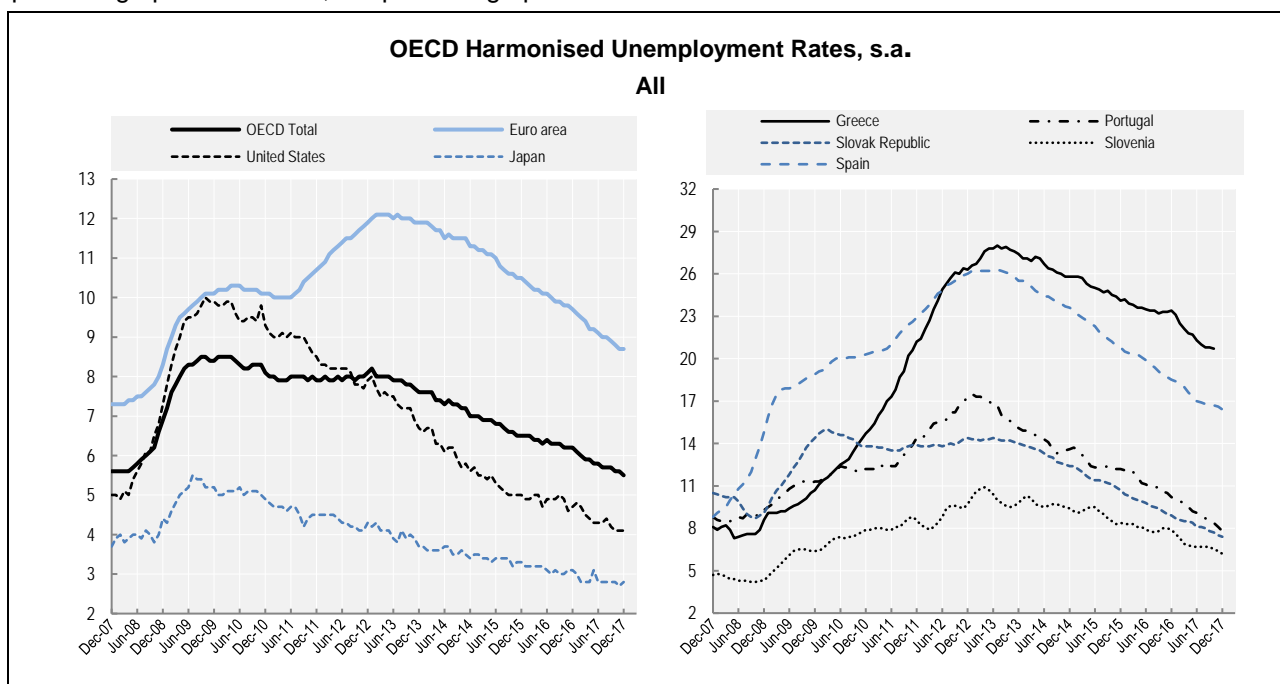 OECD Harmonised Unemployment Rates, s.a.
All
OECD Total Euro area
United States Japan
13
12
11
10
9
8
7
6
5
4
3
2
Dec-07 Jun-08 Dec-08 Jun-09 Dec-09 Jun-10 Dec-10 Jun-11 Dec-11 Jun-12 Dec-12 Jun-13 Dec-13 Jun-14 Dec-14 Jun-15 Dec-15 Jun-16 Dec-16 Jun-17 Dec-17
Greece Portugal
Slovak Republic Slovenia
Spain
32
29
26
23
20
17
14
11
8
5
2
Dec-07 Jun-08 Dec-08 Jun-09 Dec-09 Jun-10 Dec-10 Jun-11 Dec-11 Jun-12 Dec-12 Jun-13 Dec-13 Jun-14 Dec-14 Jun-15 Dec-15 Jun-16 Dec-16 Jun-17 Dec-17